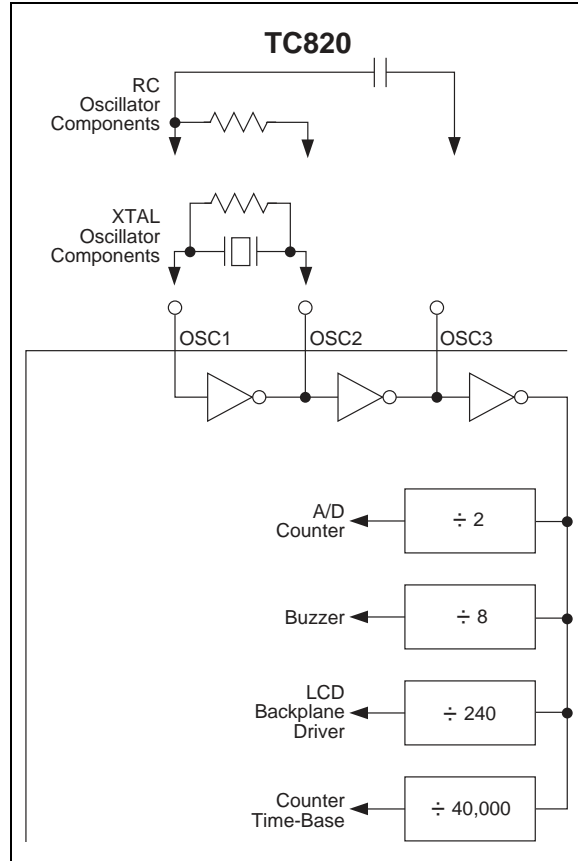 TC820
RC
Oscillator
Components
XTAL
Oscillator
Components
OSC1
OSC2
OSC3
A/D
Counter
÷ 2
Buzzer
÷ 8
LCD
Backplane
Driver
÷ 240
Counter
Time-Base
÷ 40,000